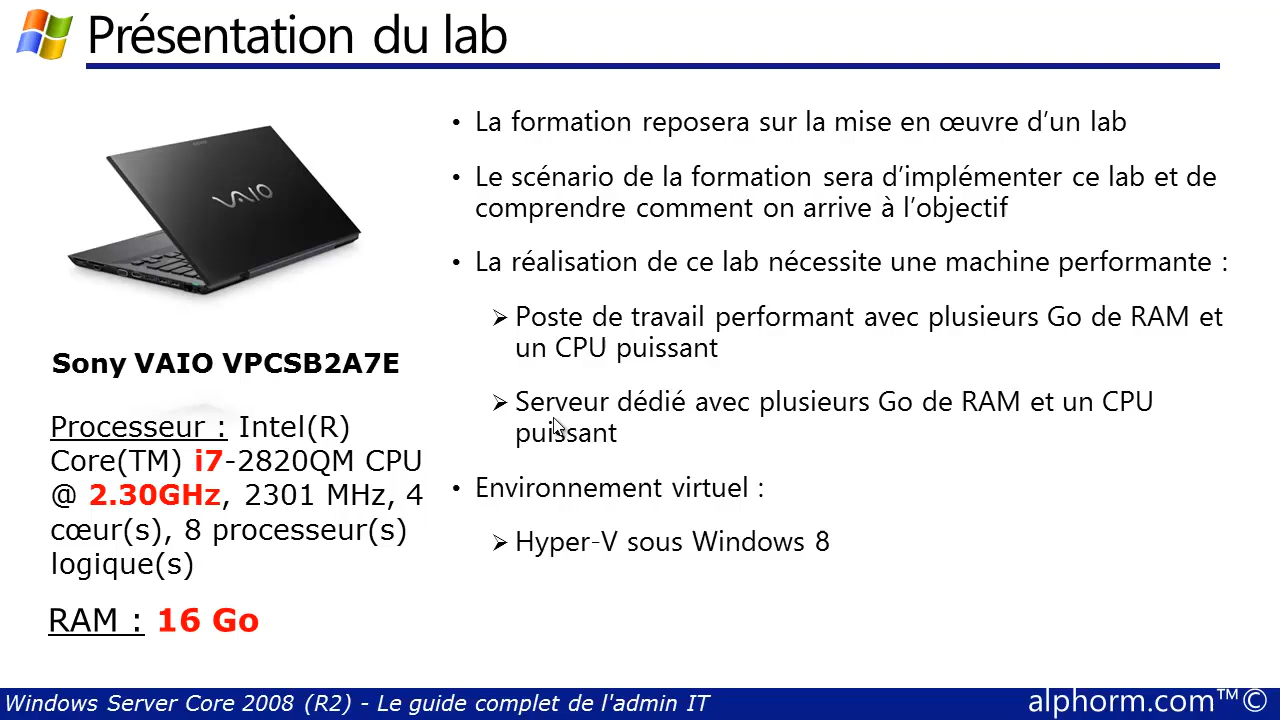 Présentation du lab
VAIO
Sony VAIO VPCSB2A7E
Processeur : Intel(R)
Core(TM) i7-2820QM CPU
@ 2.30GHz, 2301 MHz, 4
cœur(s), 8 processeur(s)
logique(s)
RAM : 16 Go
• La formation reposera sur la mise en œuvre d’un lab
• Le scénario de la formation sera d’implémenter ce lab et de
comprendre comment on arrive à l’objectif
• La réalisation de ce lab nécessite une machine performante :
➢ Poste de travail performant avec plusieurs Go de RAM et
un CPU puissant
➢ Serveur dédié avec plusieurs Go de RAM et un CPU
puissant
• Environnement virtuel :
➢ Hyper-V sous Windows 8
Windows Server Core 2008 (R2) - Le guide complet de l'admin IT
alphorm.com™©